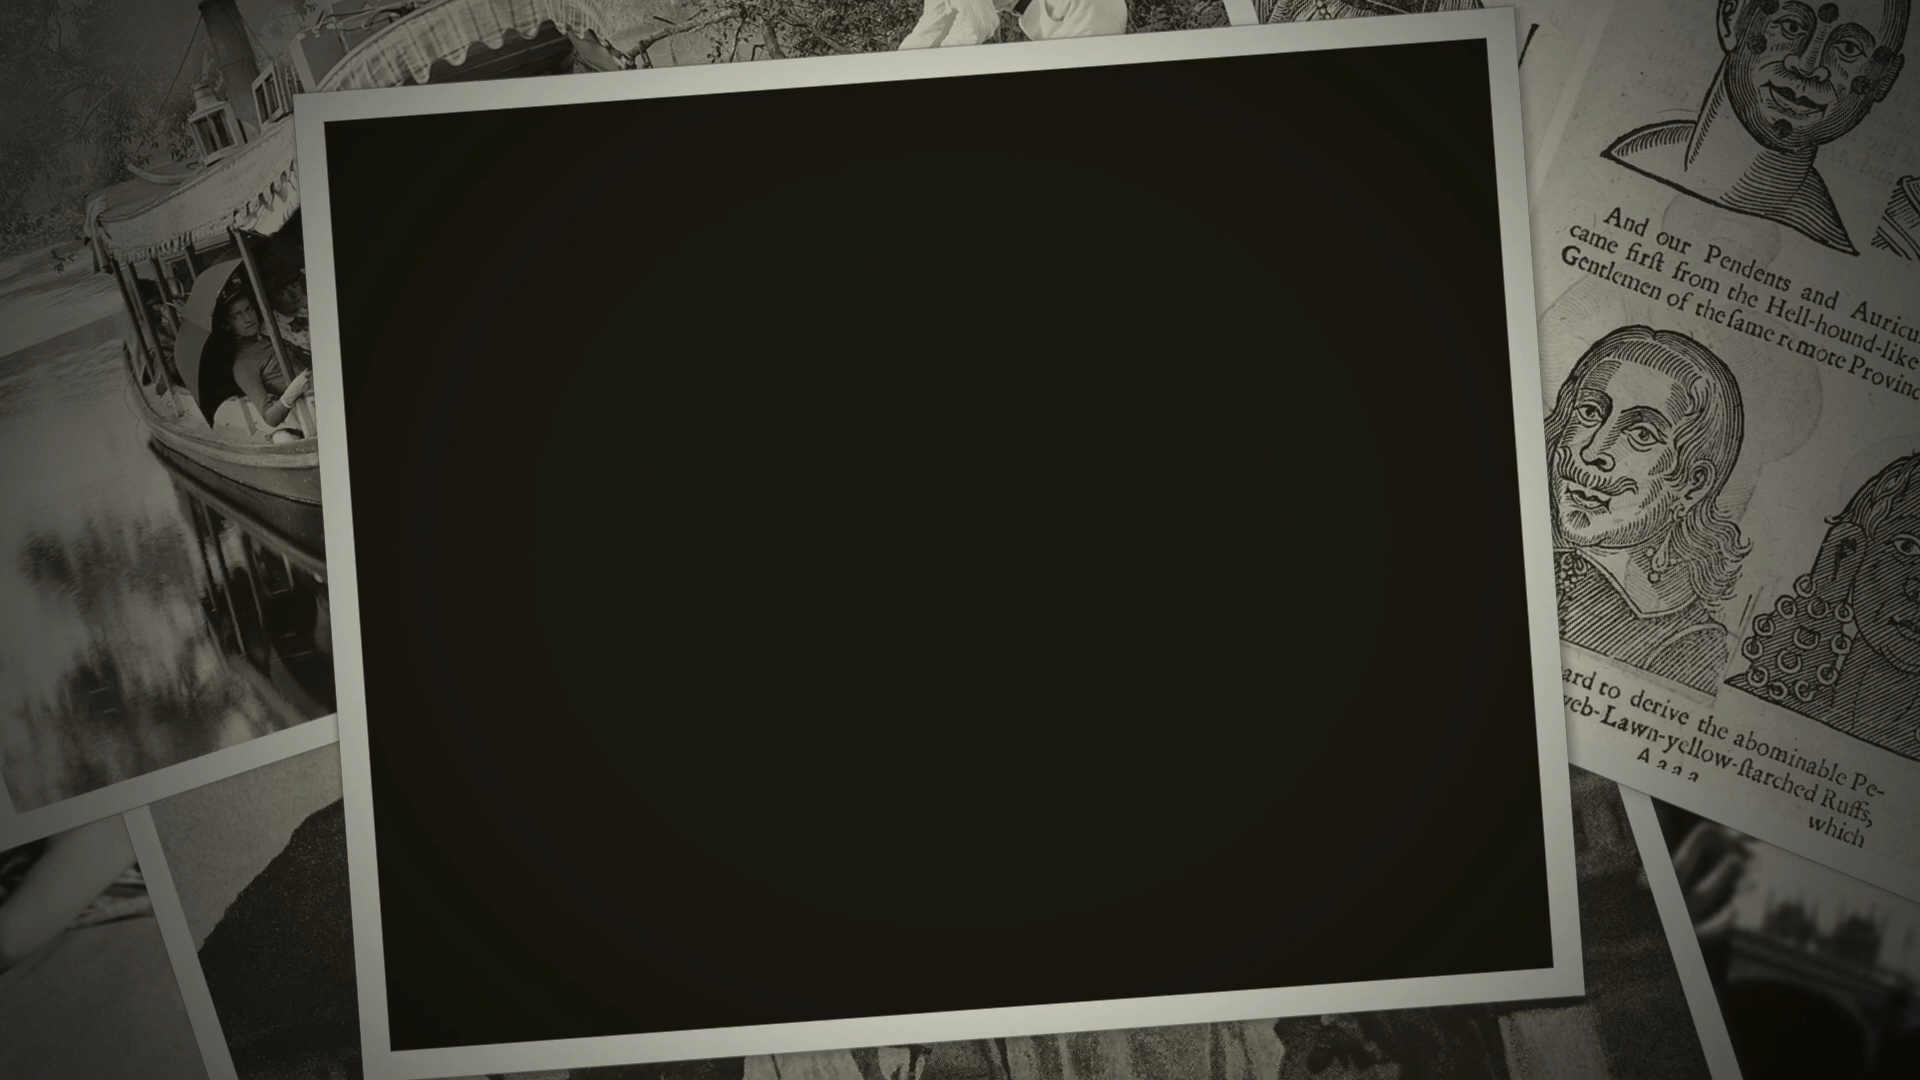 And our Pendents and Auricu
came firſt from the Hell-hound-like
Gentlemen of the ſame remote Provinc
ard to derive the abominable Pe-
veb-Lawn-yellow-ſtarched Ruffs,
A a a a
which